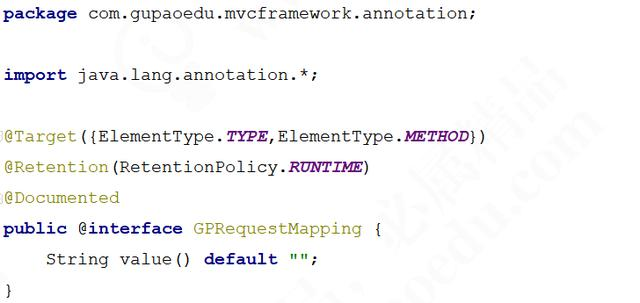 package com.gupaoedu.mvcframework.annotation;
import java.lang.annotation.*;
@Target({ElementType.TYPE,ElementType.METHOD})
@Retention(RetentionPolicy.RUNTIME)
@Documented
public @interface GPRequestMapping {
    String value() default "";
}